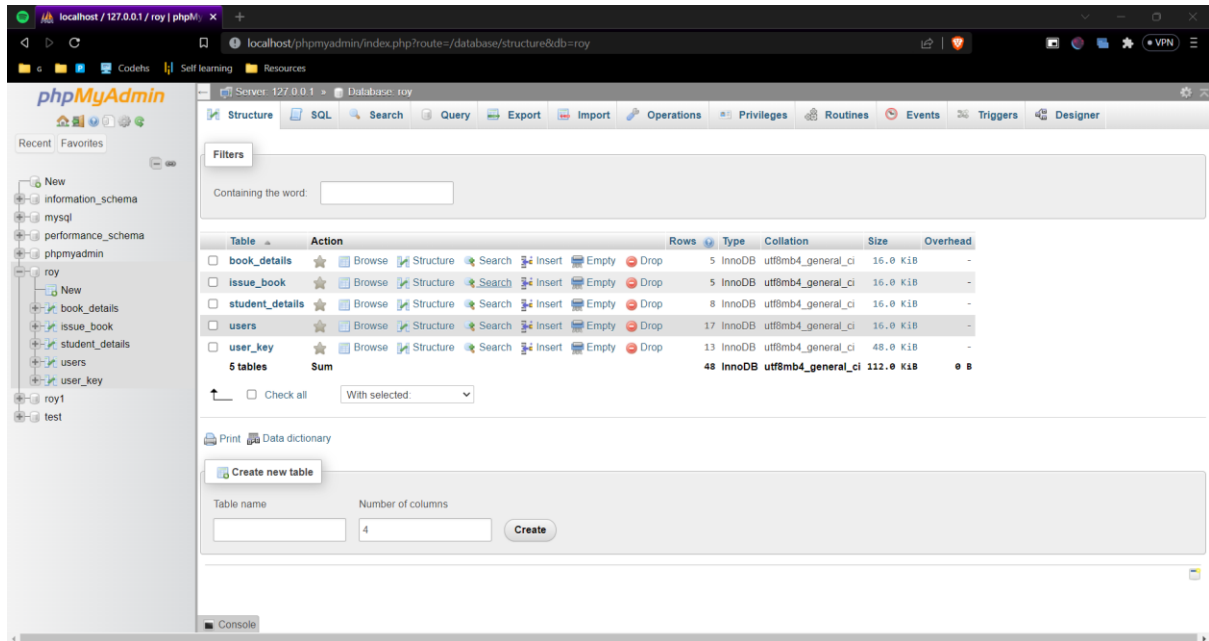 localhost / 127.0.0.1 / roy | phpMy
localhost/phpmyadmin/index.php?route=/database/structure&db=roy
VPN
G
P
Codehs
Self learning
Resources
phpMyAdmin
Recent Favorites
New
information_schema
mysql
performance_schema
phpmyadmin
roy
New
book_details
issue_book
student_details
users
user_key
roy1
test
Server: 127.0.0.1 » Database: roy
Structure SQL Search Query Export Import Operations Privileges Routines Events Triggers Designer
Filters
Containing the word:
Table Action Rows Type Collation Size Overhead
book_details Browse Structure Search Insert Empty Drop 5 InnoDB utf8mb4_general_ci 16.0 KiB -
issue_book Browse Structure Search Insert Empty Drop 5 InnoDB utf8mb4_general_ci 16.0 KiB -
student_details Browse Structure Search Insert Empty Drop 8 InnoDB utf8mb4_general_ci 16.0 KiB -
users Browse Structure Search Insert Empty Drop 17 InnoDB utf8mb4_general_ci 16.0 KiB -
user_key Browse Structure Search Insert Empty Drop 13 InnoDB utf8mb4_general_ci 48.0 KiB -
5 tables Sum 48 InnoDB utf8mb4_general_ci 112.0 KiB 0 B
Check all With selected:
Print Data dictionary
Create new table
Table name Number of columns
4 Create
Console